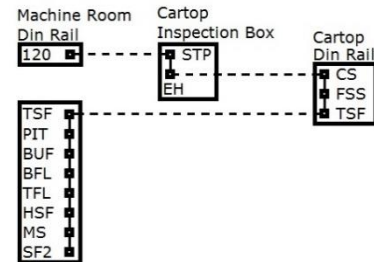 Machine Room
Din Rail
120
Cartop
Inspection Box
STP
EH
Cartop
Din Rail
CS
FSS
TSF
TSF
PIT
BUF
BFL
TFL
HSF
MS
SF2